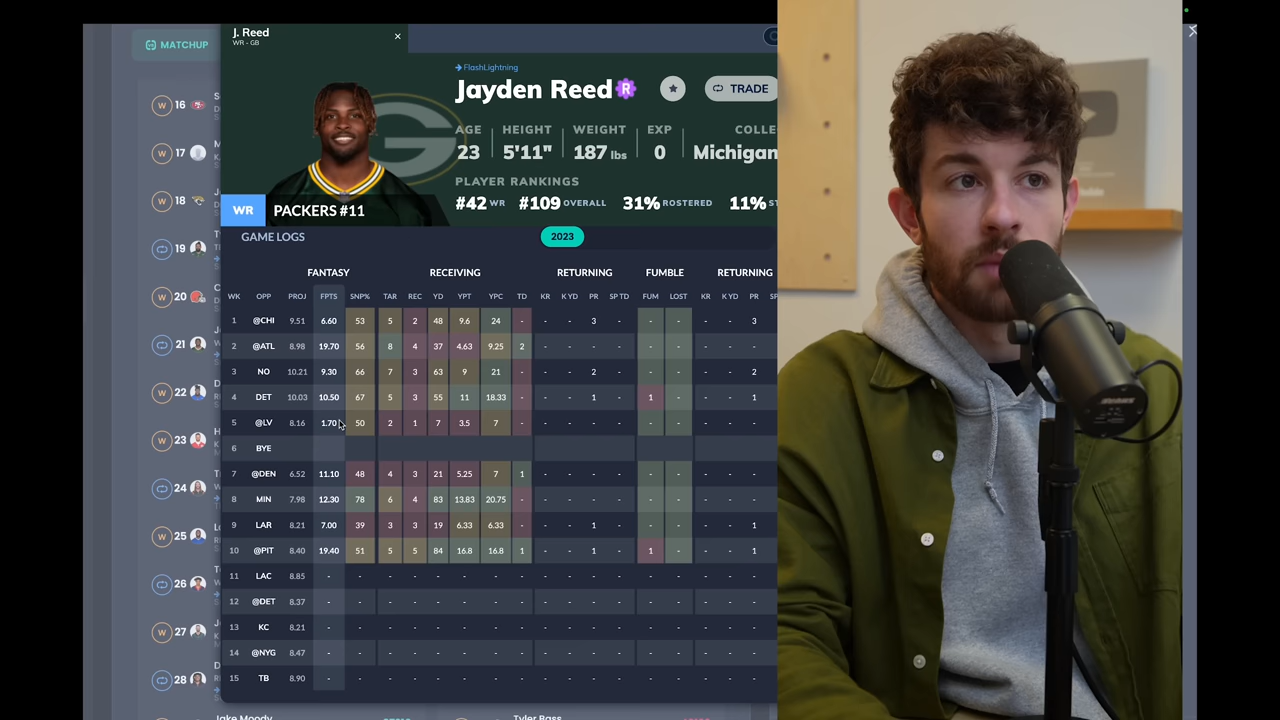 MATCHUP
J. Reed
WR - GB
×
FlashLightning
Jayden Reed R
TRADE
AGE HEIGHT WEIGHT EXP COLLE
23 5'11" 187 lbs 0 Michigan
PLAYER RANKINGS
#42 WR #109 OVERALL 31% ROSTERED 11% ST
WR PACKERS #11
GAME LOGS 2023
FANTASY RECEIVING RETURNING FUMBLE RETURNING
WK OPP PROJ FPTS SNP% TAR REC YD YPT YPC TD KR K YD PR SP TD FUM LOST KR K YD PR SP
1 @CHI 9.51 6.60 53 5 2 48 9.6 24 - - - 3 - - - - - 3
2 @ATL 8.98 19.70 56 8 4 37 4.63 9.25 2 - - - - - - - - -
3 NO 10.21 9.30 66 7 3 63 9 21 - - - 2 - - - - - 2
4 DET 10.03 10.50 67 5 3 55 11 18.33 - - - 1 - 1 - - - 1
5 @LV 8.16 1.70 50 2 1 7 3.5 7 - - - - - - - - - -
6 BYE
7 @DEN 6.52 11.10 48 4 3 21 5.25 7 1 - - - - - - - - -
8 MIN 7.98 12.30 78 6 4 83 13.83 20.75 - - - - - - - - - -
9 LAR 8.21 7.00 39 3 3 19 6.33 6.33 - - - 1 - - - - - 1
10 @PIT 8.40 19.40 51 5 5 84 16.8 16.8 1 - - 1 - 1 - - - 1
11 LAC 8.85 - - - - - - - - - - - - - - - - -
12 @DET 8.37 - - - - - - - - - - - - - - - - -
13 KC 8.21 - - - - - - - - - - - - - - - - -
14 @NYG 8.47 - - - - - - - - - - - - - - - - -
15 TB 8.90 - - - - - - - - - - - - - - - - -
W 16
W 17
W 18
19
W 20
21
W 22
W 23
24
W 25
26
W 27
28
Jake Moody
Tyler Bass